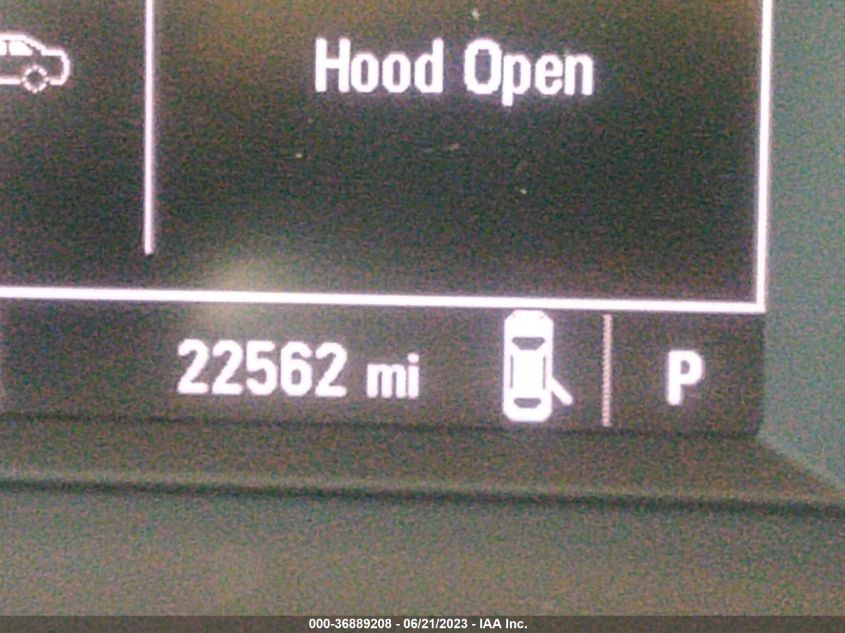 Hood Open
22562 mi P
000-36889208 - 06/21/2023 - IAA Inc.